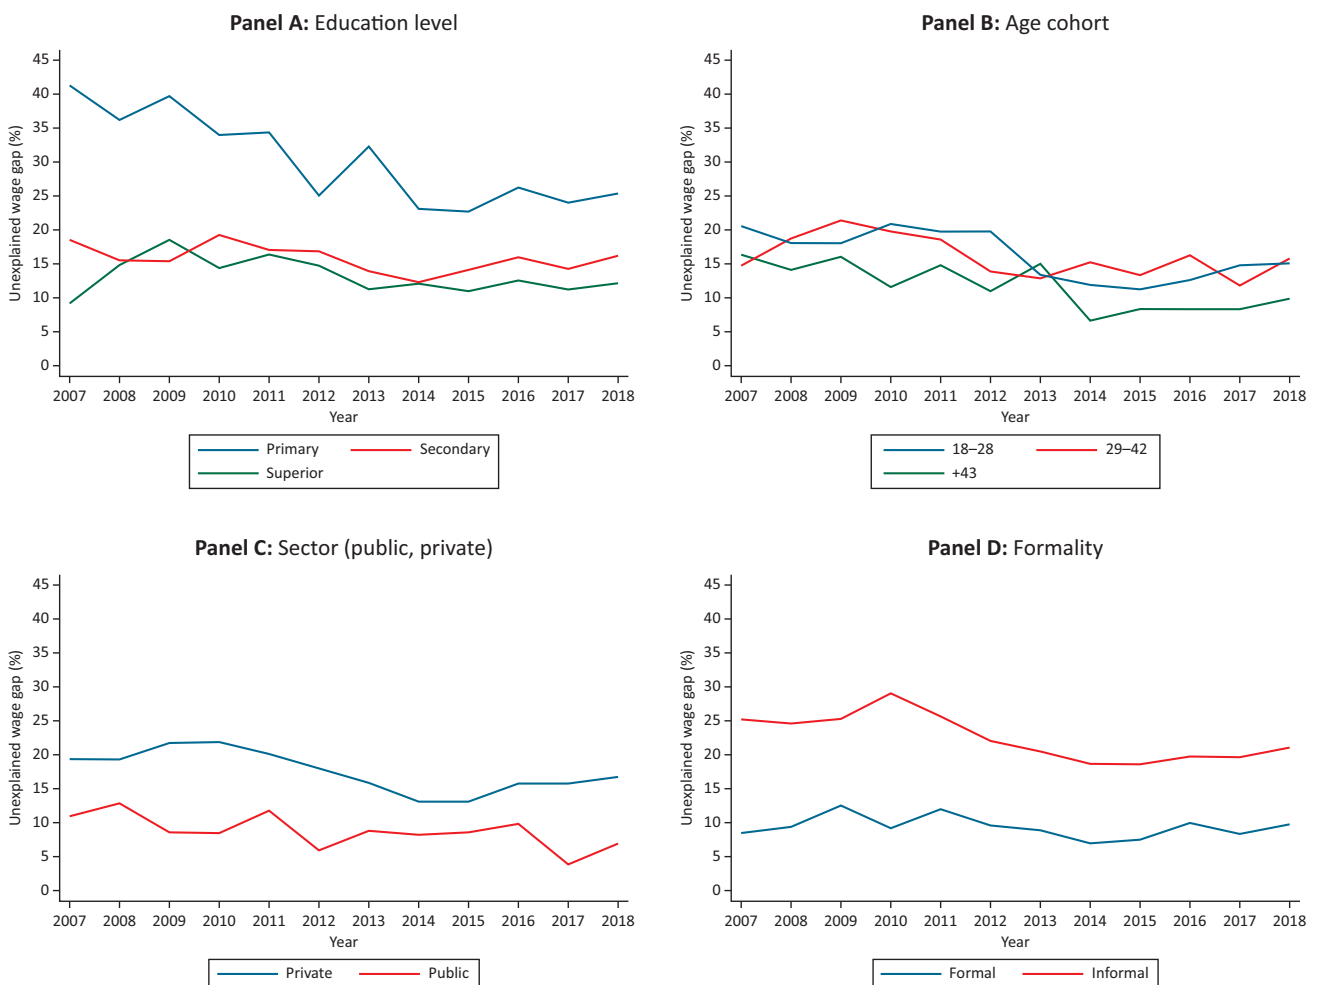 Panel A: Education level
Unexplained wage gap (%)
45
40
35
30
25
20
15
10
5
0
2007 2008 2009 2010 2011 2012 2013 2014 2015 2016 2017 2018
Year
Primary Secondary
Superior
Panel B: Age cohort
Unexplained wage gap (%)
45
40
35
30
25
20
15
10
5
0
2007 2008 2009 2010 2011 2012 2013 2014 2015 2016 2017 2018
Year
18–28 29–42
+43
Panel C: Sector (public, private)
Unexplained wage gap (%)
45
40
35
30
25
20
15
10
5
0
2007 2008 2009 2010 2011 2012 2013 2014 2015 2016 2017 2018
Year
Private Public
Panel D: Formality
Unexplained wage gap (%)
45
40
35
30
25
20
15
10
5
0
2007 2008 2009 2010 2011 2012 2013 2014 2015 2016 2017 2018
Year
Formal Informal